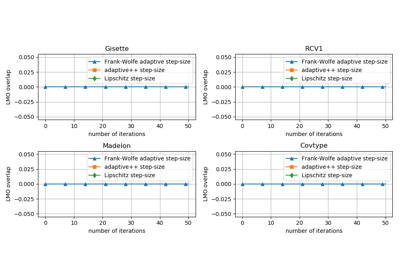 Gisette
RCV1
LMO overlap
0.050
0.025
0.000
−0.025
−0.050
Frank-Wolfe adaptive step-size
adaptive++ step-size
Lipschitz step-size
0 10 20 30 40 50
number of iterations
LMO overlap
0.050
0.025
0.000
−0.025
−0.050
Frank-Wolfe adaptive step-size
adaptive++ step-size
Lipschitz step-size
0 10 20 30 40 50
number of iterations
Madelon
Covtype
LMO overlap
0.050
0.025
0.000
−0.025
−0.050
Frank-Wolfe adaptive step-size
adaptive++ step-size
Lipschitz step-size
0 10 20 30 40 50
number of iterations
LMO overlap
0.050
0.025
0.000
−0.025
−0.050
Frank-Wolfe adaptive step-size
adaptive++ step-size
Lipschitz step-size
0 10 20 30 40 50
number of iterations